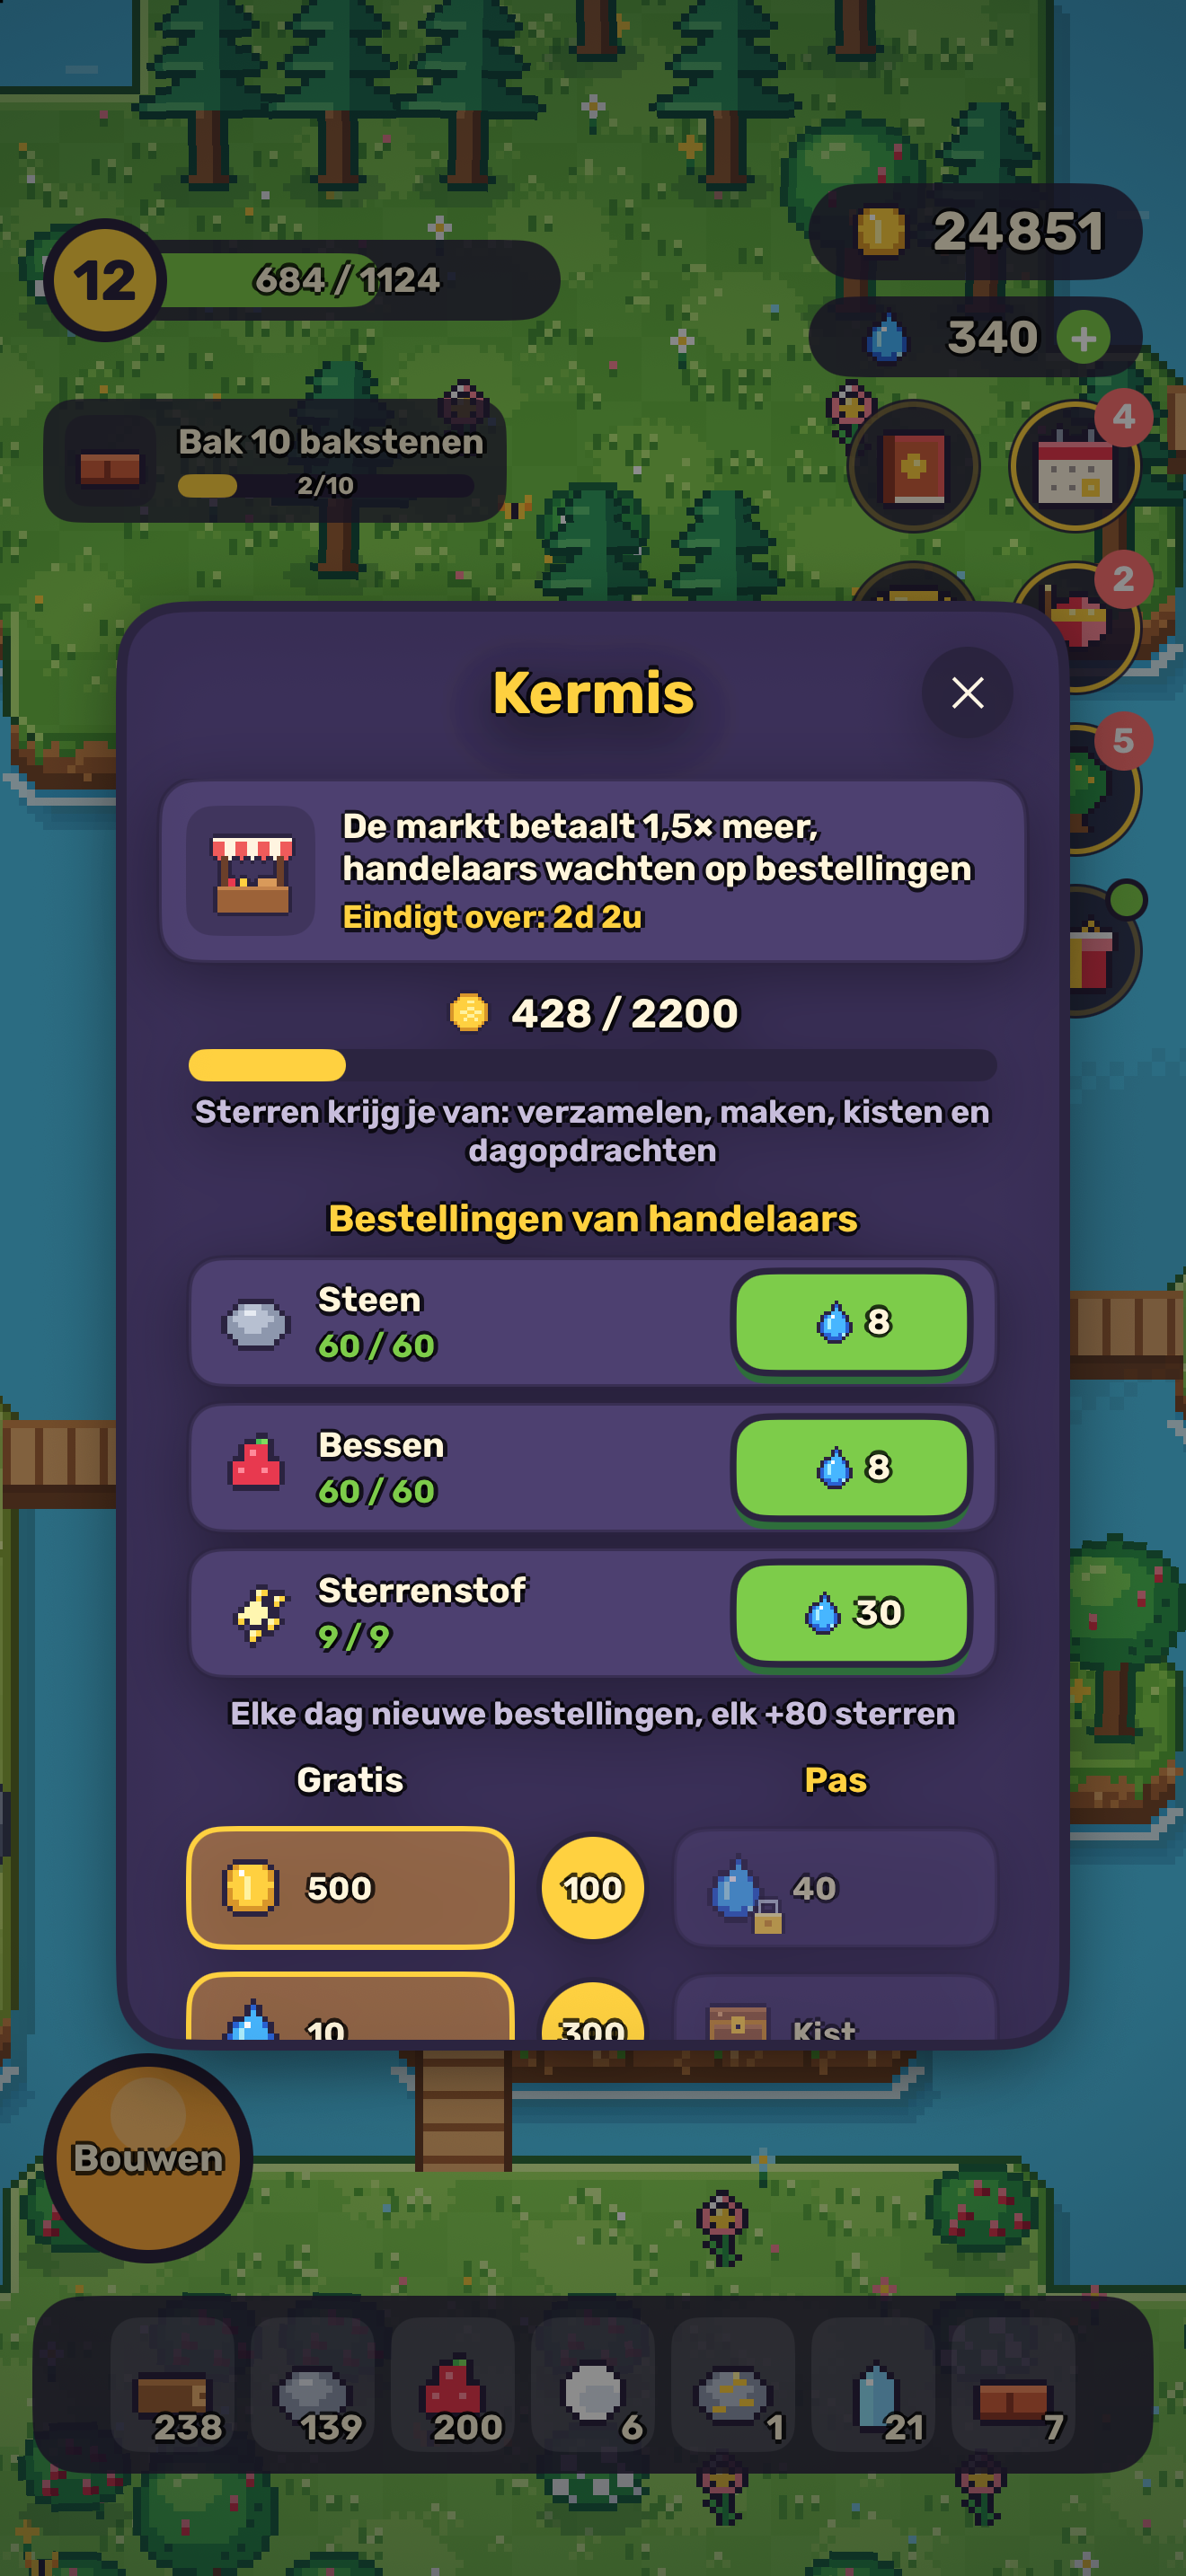 24851
12
684 / 1124
340
+
4
Bak 10 bakstenen
2/10
2
5
Kermis
De markt betaalt 1,5× meer,
handelaars wachten op bestellingen
Eindigt over: 2d 2u
428 / 2200
Sterren krijg je van: verzamelen, maken, kisten en
dagopdrachten
Bestellingen van handelaars
Steen
60 / 60
8
Bessen
60 / 60
8
Sterrenstof
9 / 9
30
Elke dag nieuwe bestellingen, elk +80 sterren
Gratis
Pas
500
100
40
10
300
Kist
Bouwen
238
139
200
6
1
21
7